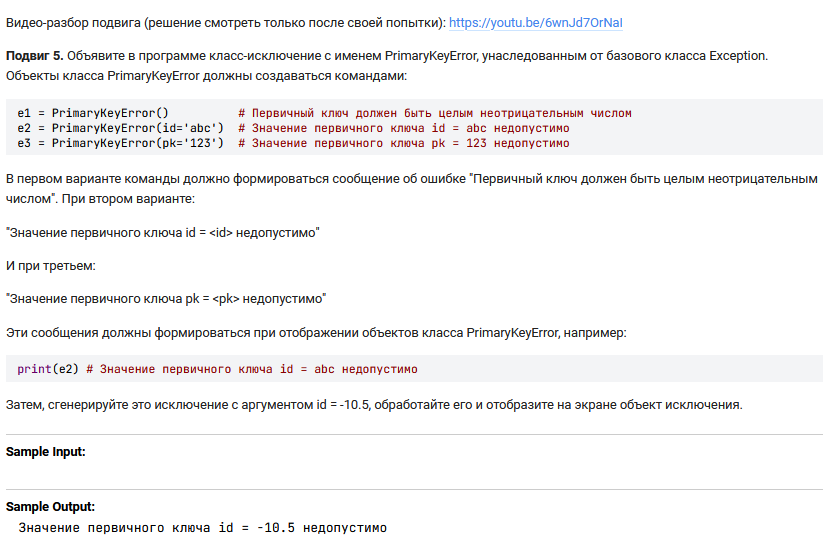 Видео-разбор подвига (решение смотреть только после своей попытки): https://youtu.be/6wnJd7OrNaI
Подвиг 5. Объявите в программе класс-исключение с именем PrimaryKeyError, унаследованным от базового класса Exception.
Объекты класса PrimaryKeyError должны создаваться командами:
e1 = PrimaryKeyError()          # Первичный ключ должен быть целым неотрицательным числом
e2 = PrimaryKeyError(id='abc')  # Значение первичного ключа id = abc недопустимо
e3 = PrimaryKeyError(pk='123')  # Значение первичного ключа pk = 123 недопустимо
В первом варианте команды должно формироваться сообщение об ошибке "Первичный ключ должен быть целым неотрицательным
числом". При втором варианте:
"Значение первичного ключа id = <id> недопустимо"
И при третьем:
"Значение первичного ключа pk = <pk> недопустимо"
Эти сообщения должны формироваться при отображении объектов класса PrimaryKeyError, например:
print(e2) # Значение первичного ключа id = abc недопустимо
Затем, сгенерируйте это исключение с аргументом id = -10.5, обработайте его и отобразите на экране объект исключения.
Sample Input:
Sample Output:
Значение первичного ключа id = -10.5 недопустимо